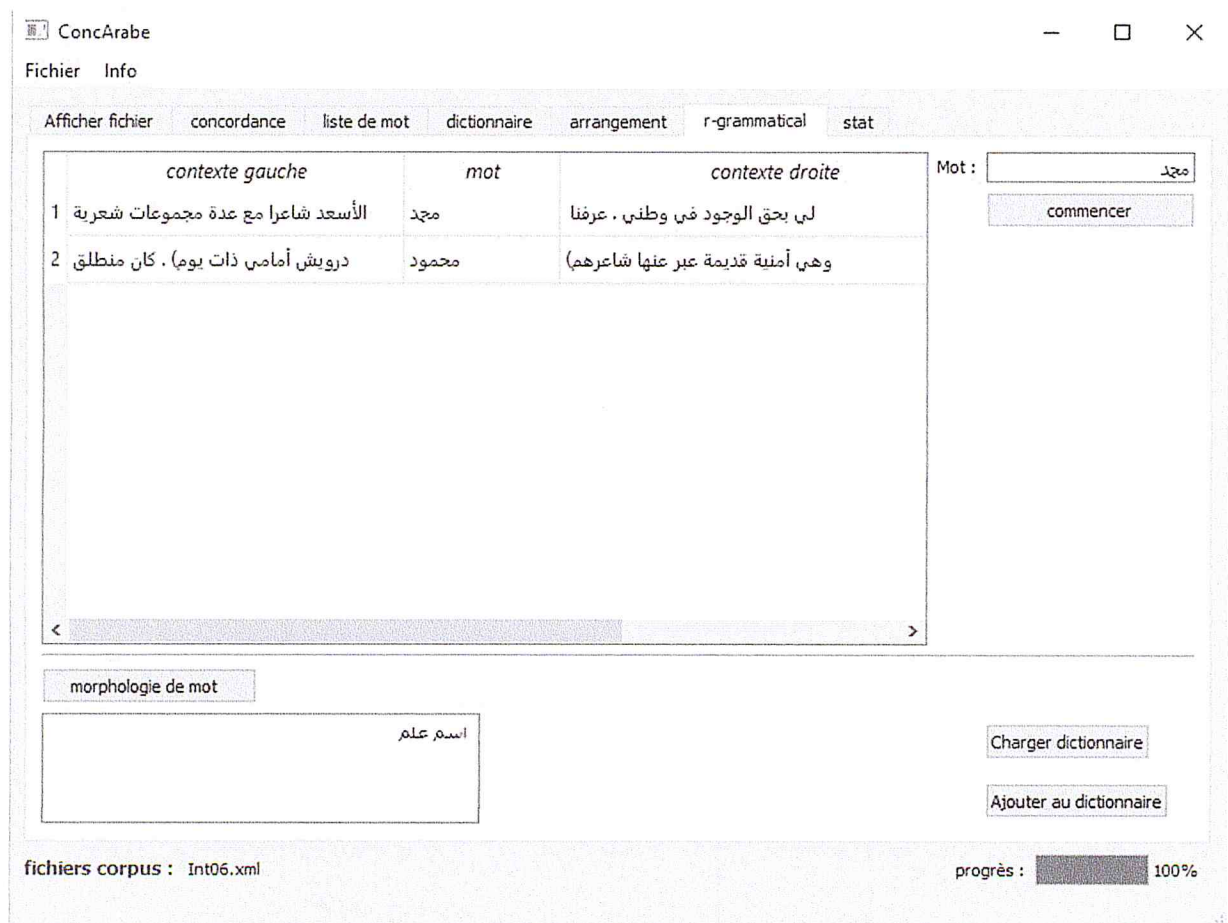 ConcArabe
Fichier Info
Afficher fichier concordance liste de mot dictionnaire arrangement r-grammatical stat
contexte gauche mot contexte droite Mot : محمد
1 الأسعد شاعرا مع عدة مجموعات شعرية محمد لي بحق الوجود في وطني . عرفنا commencer
2 درويش أمامي ذات يوم) . كان منطلق محمود وهي أمنية قديمة عبر عنها شاعرهم)
morphologie de mot
اسم علم
Charger dictionnaire
Ajouter au dictionnaire
fichiers corpus : Int06.xml progrès : 100%